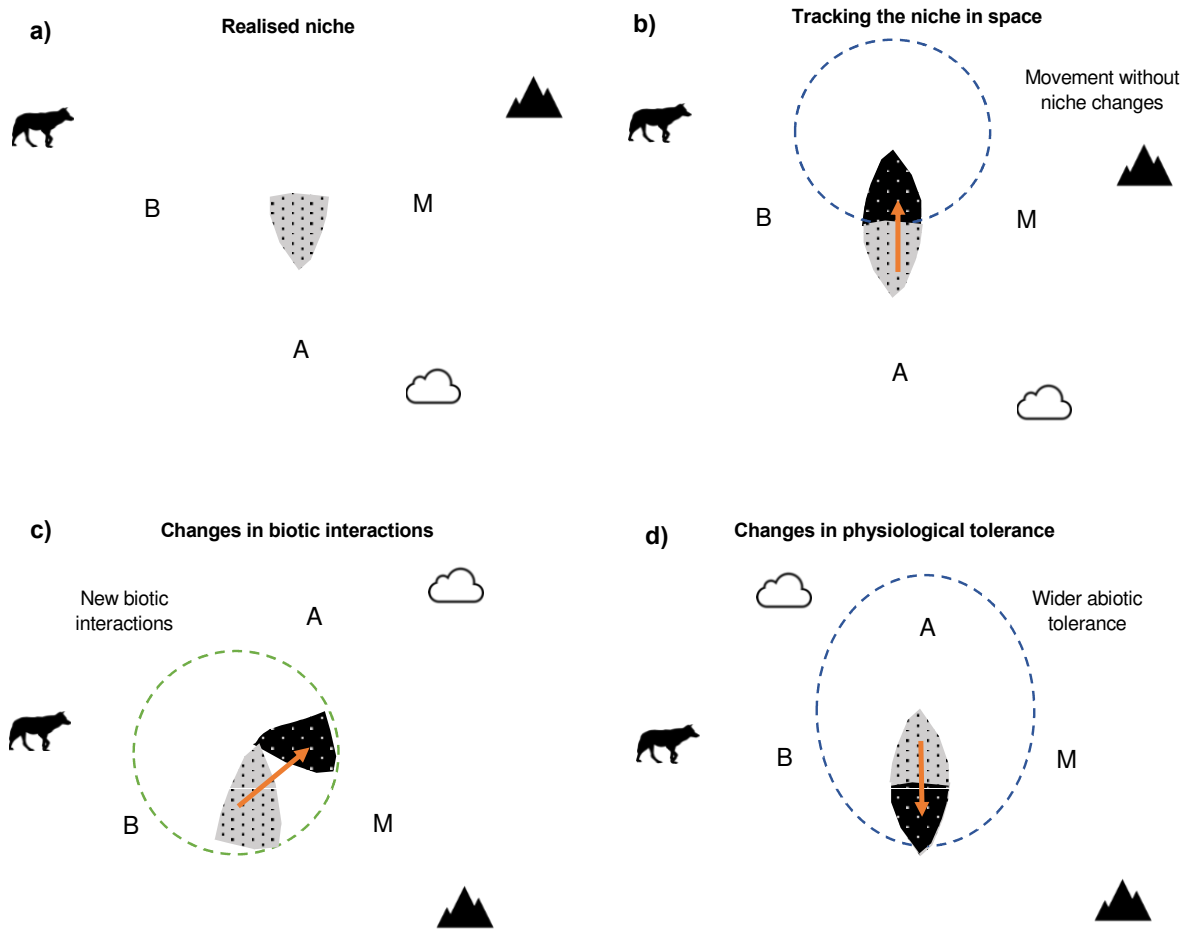 a)
Realised niche
B
M
A
b)
Tracking the niche in space
Movement without
niche changes
B
M
A
c)
Changes in biotic interactions
New biotic
interactions
A
B
M
d)
Changes in physiological tolerance
Wider abiotic
tolerance
A
B
M